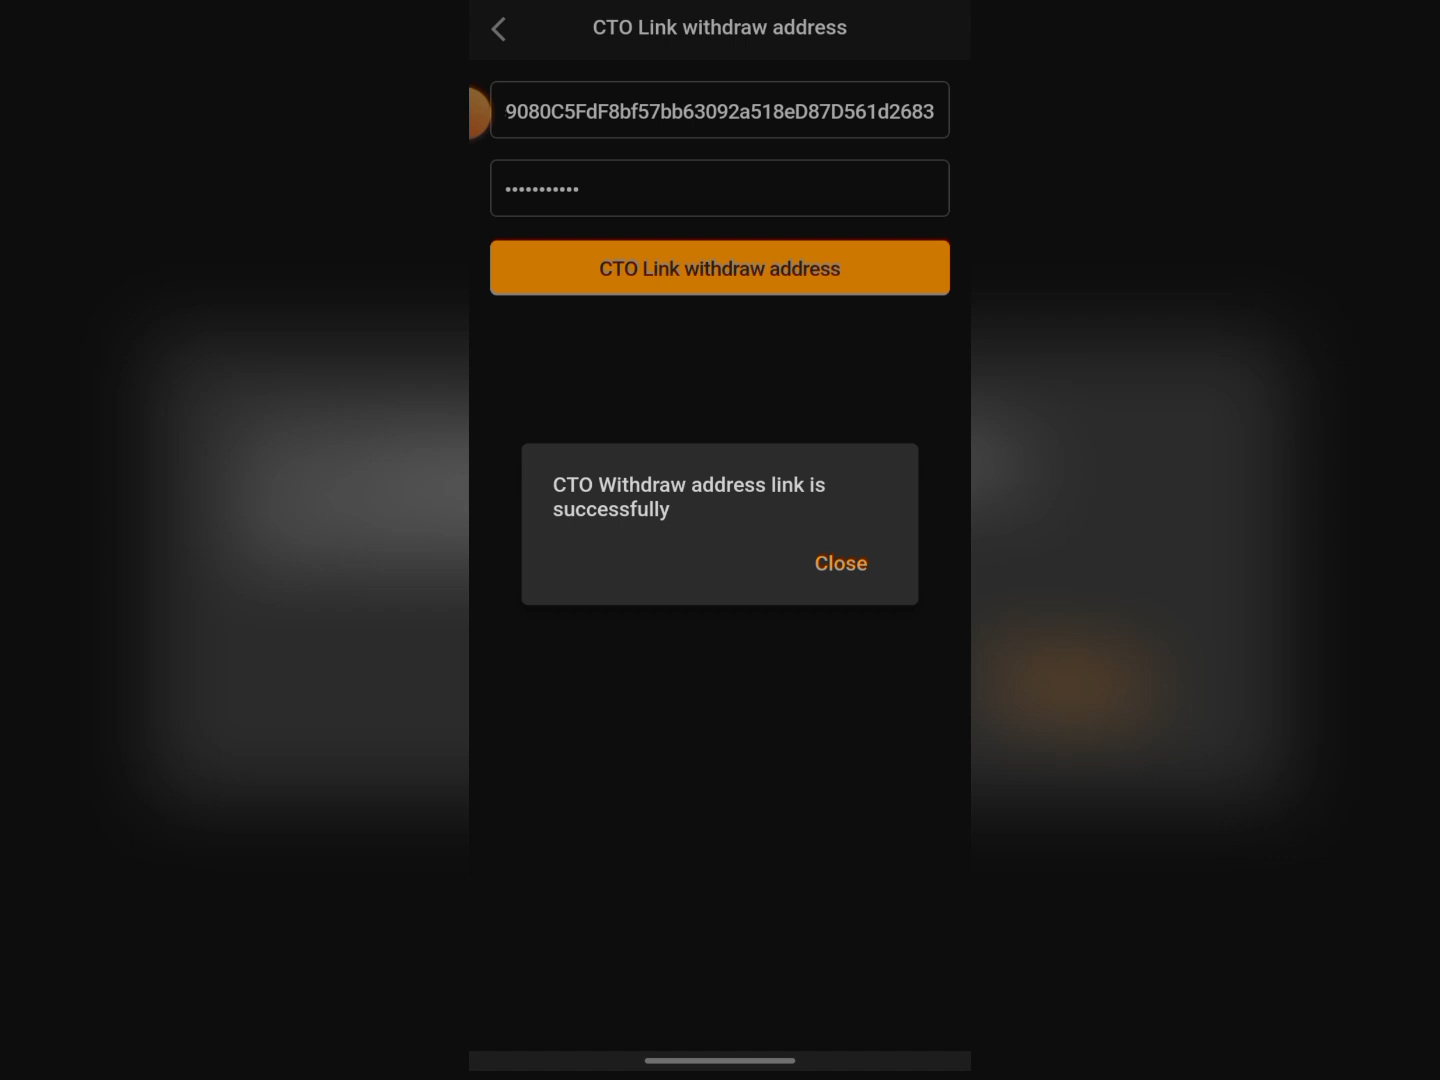 CTO Link withdraw address
9080C5FdF8bf57bb63092a518eD87D561d2683
•••••••••••
CTO Link withdraw address
CTO Withdraw address link is
successfully
Close